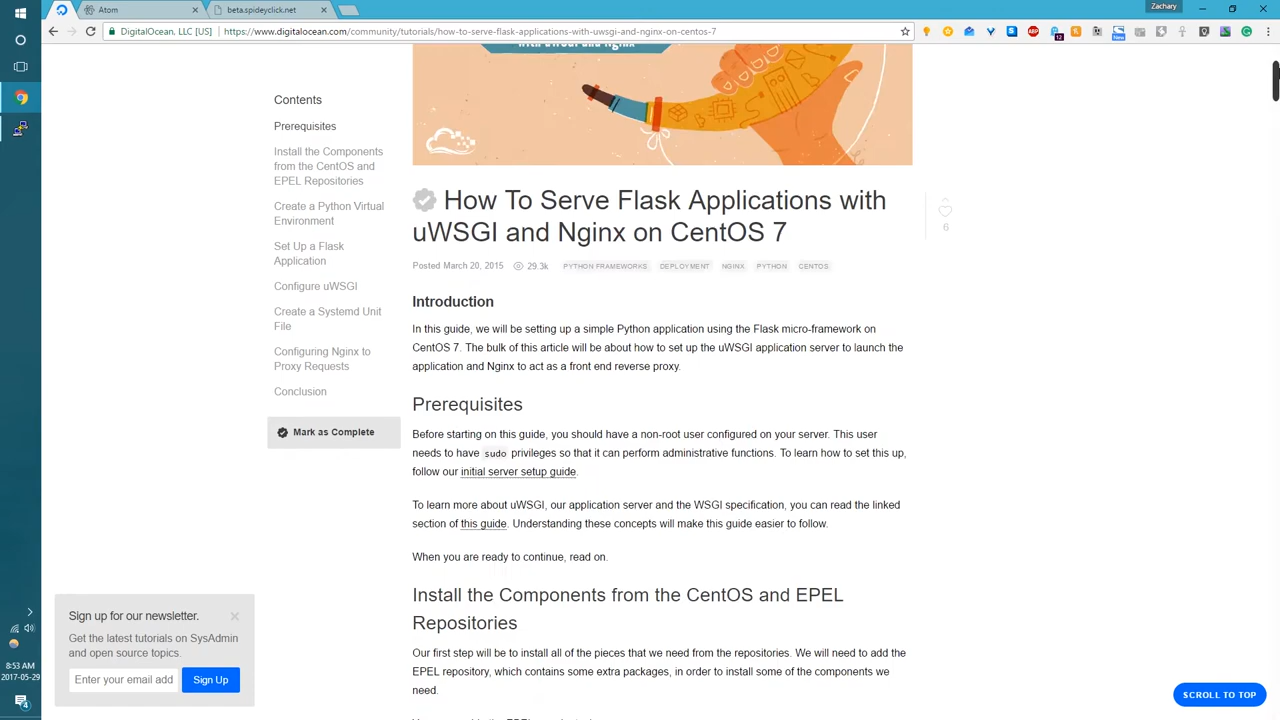 Atom
beta.spideyclick.net
Zachary
DigitalOcean, LLC [US]
https://www.digitalocean.com/community/tutorials/how-to-serve-flask-applications-with-uwsgi-and-nginx-on-centos-7
with uWSGI and Nginx
Contents
Prerequisites
Install the Components
from the CentOS and
EPEL Repositories
Create a Python Virtual
Environment
Set Up a Flask
Application
Configure uWSGI
Create a Systemd Unit
File
Configuring Nginx to
Proxy Requests
Conclusion
Mark as Complete
How To Serve Flask Applications with
uWSGI and Nginx on CentOS 7
6
Posted March 20, 2015 29.3k PYTHON FRAMEWORKS DEPLOYMENT NGINX PYTHON CENTOS
Introduction
In this guide, we will be setting up a simple Python application using the Flask micro-framework on
CentOS 7. The bulk of this article will be about how to set up the uWSGI application server to launch the
application and Nginx to act as a front end reverse proxy.
Prerequisites
Before starting on this guide, you should have a non-root user configured on your server. This user
needs to have sudo privileges so that it can perform administrative functions. To learn how to set this up,
follow our initial server setup guide.
To learn more about uWSGI, our application server and the WSGI specification, you can read the linked
section of this guide. Understanding these concepts will make this guide easier to follow.
When you are ready to continue, read on.
Install the Components from the CentOS and EPEL
Repositories
Our first step will be to install all of the pieces that we need from the repositories. We will need to add the
EPEL repository, which contains some extra packages, in order to install some of the components we
need.
Sign up for our newsletter.
Get the latest tutorials on SysAdmin
and open source topics.
Enter your email add
Sign Up
SCROLL TO TOP
8:53 AM
2017-05-29
4
ABP
12
New